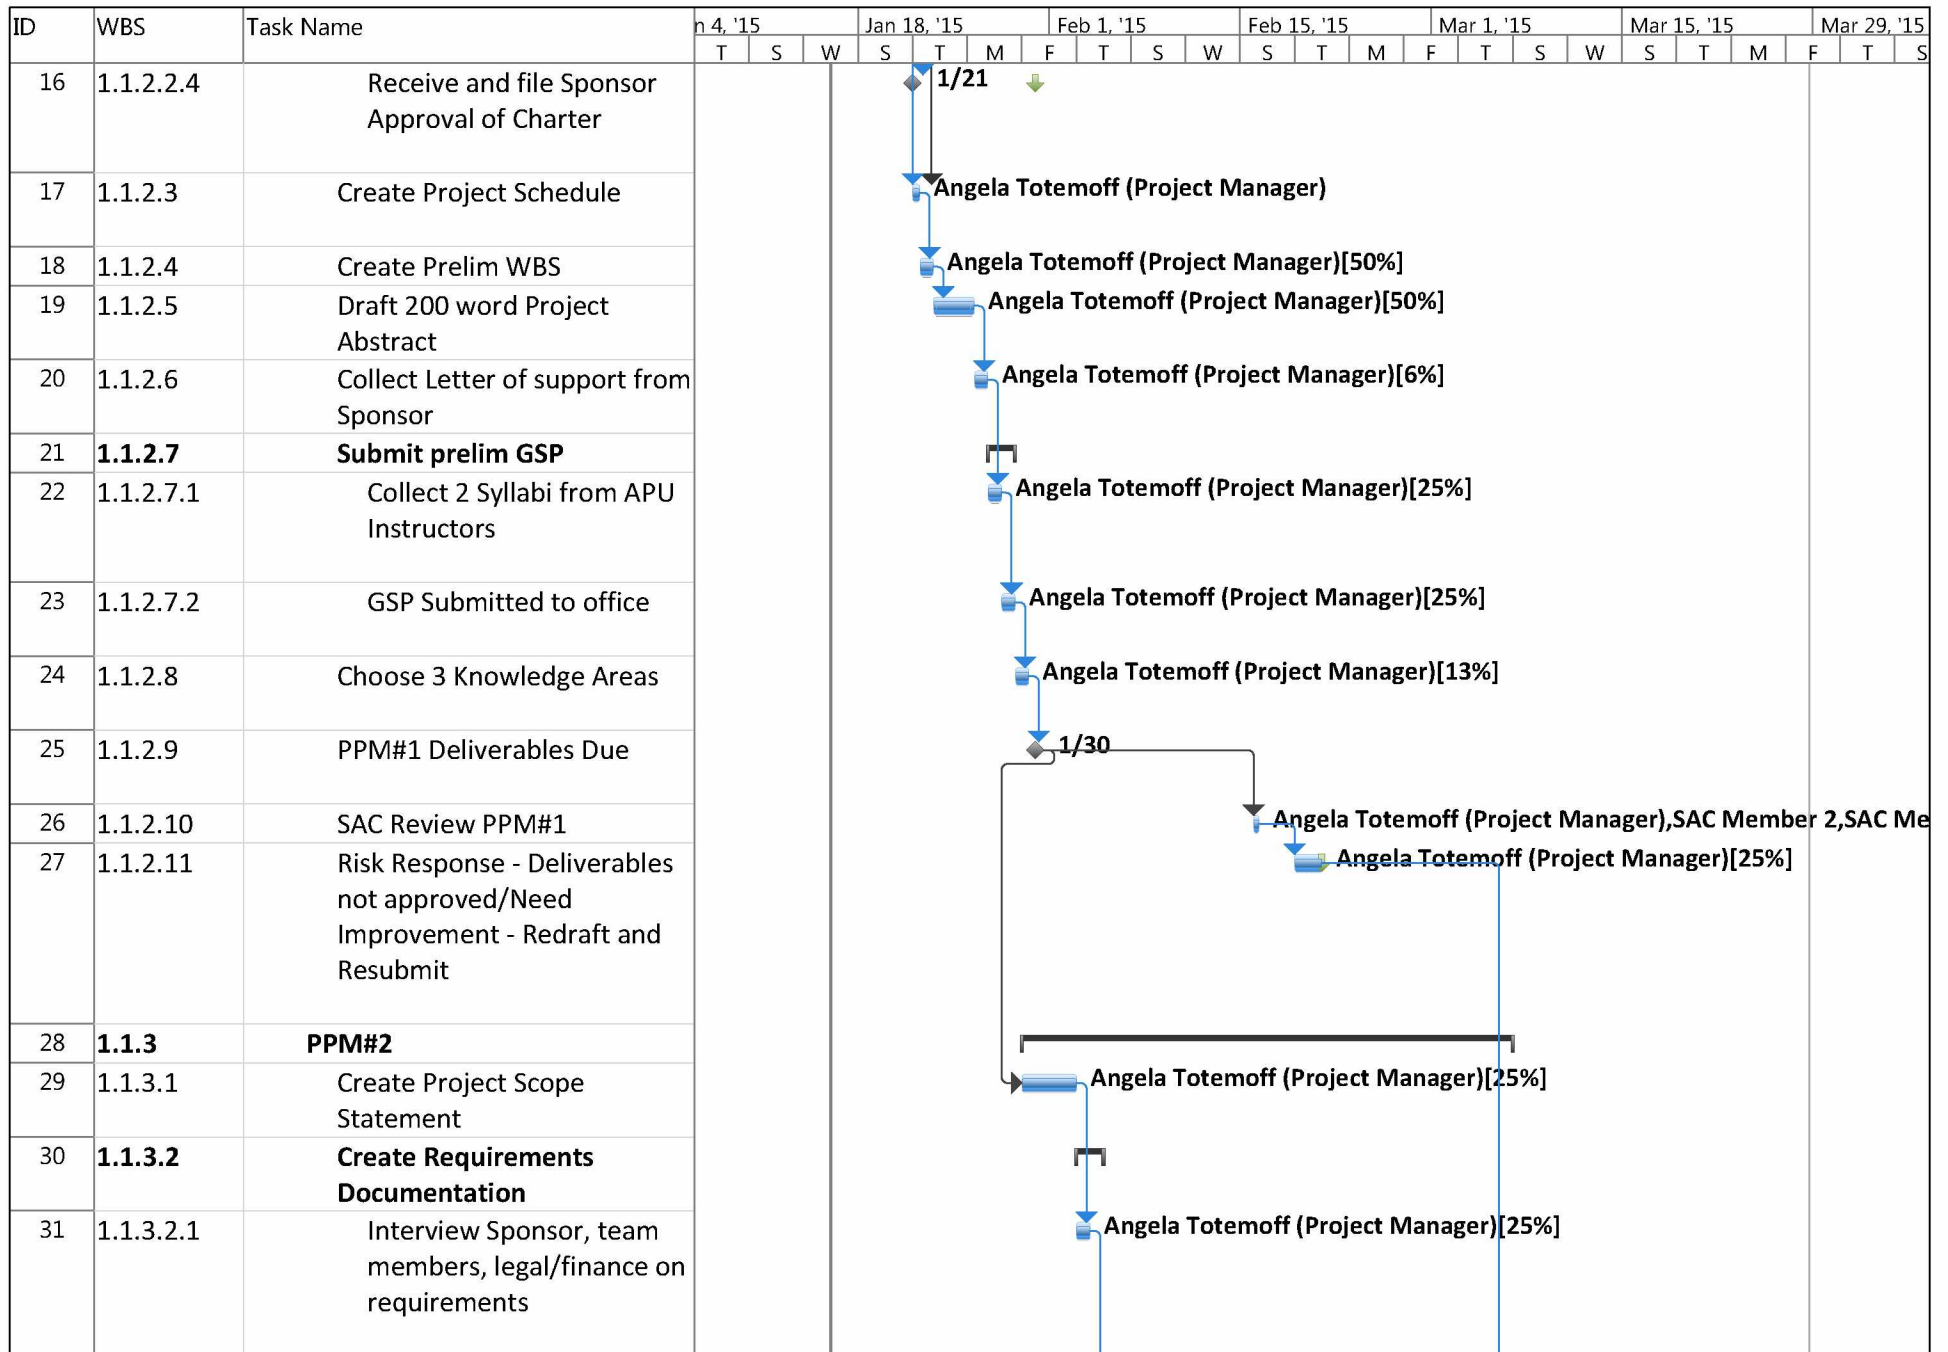 ID WBS Task Name n 4, '15 Jan 18, '15 Feb 1, '15 Feb 15, '15 Mar 1, '15 Mar 15, '15 Mar 29, '15
T S W S T M F T S W S T M F T S W S T M F T S
16 1.1.2.2.4 Receive and file Sponsor 1/21
Approval of Charter
17 1.1.2.3 Create Project Schedule Angela Totemoff (Project Manager)
18 1.1.2.4 Create Prelim WBS Angela Totemoff (Project Manager)[50%]
19 1.1.2.5 Draft 200 word Project Angela Totemoff (Project Manager)[50%]
Abstract
20 1.1.2.6 Collect Letter of support from Angela Totemoff (Project Manager)[6%]
Sponsor
21 1.1.2.7 Submit prelim GSP
22 1.1.2.7.1 Collect 2 Syllabi from APU Angela Totemoff (Project Manager)[25%]
Instructors
23 1.1.2.7.2 GSP Submitted to office Angela Totemoff (Project Manager)[25%]
24 1.1.2.8 Choose 3 Knowledge Areas Angela Totemoff (Project Manager)[13%]
25 1.1.2.9 PPM#1 Deliverables Due 1/30
26 1.1.2.10 SAC Review PPM#1 Angela Totemoff (Project Manager),SAC Member 2,SAC Me
27 1.1.2.11 Risk Response - Deliverables Angela Totemoff (Project Manager)[25%]
not approved/Need
Improvement - Redraft and
Resubmit
28 1.1.3 PPM#2
29 1.1.3.1 Create Project Scope Angela Totemoff (Project Manager)[25%]
Statement
30 1.1.3.2 Create Requirements
Documentation
31 1.1.3.2.1 Interview Sponsor, team Angela Totemoff (Project Manager)[25%]
members, legal/finance on
requirements